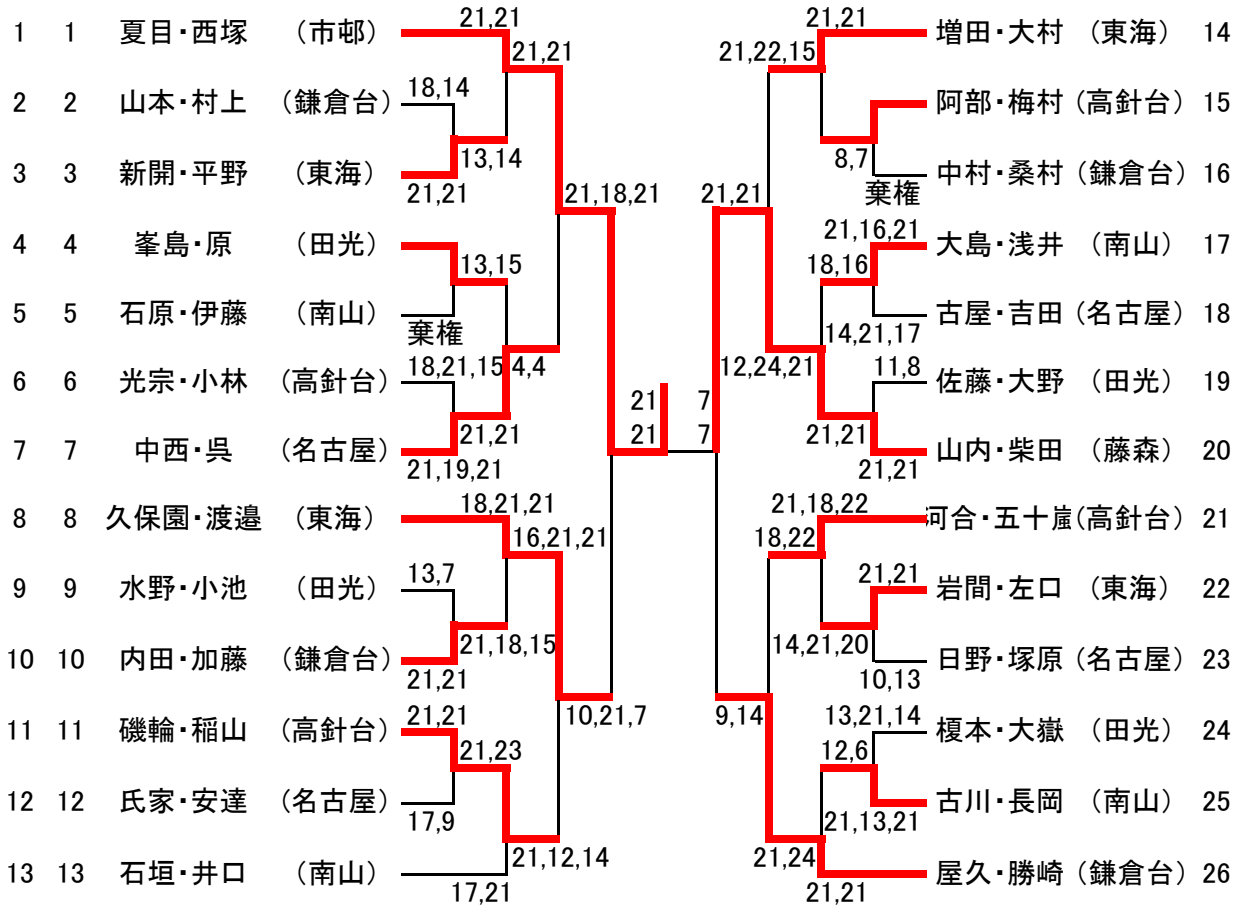 21,21 21,21
1 1 夏目・西塚 （市邨） 増田・大村 （東海） 14
21,21 21,22,15
18,14
2 2 山本・村上 （鎌倉台） 阿部・梅村（高針台） 15
13,14 8,7
3 3 新開・平野 （東海） 中村・桑村（鎌倉台） 16
21,21 21,18,21 21,21 棄権
21,16,21
4 4 峯島・原 （田光） 大島・浅井 （南山） 17
13,15 18,16
5 5 石原・伊藤 （南山） 古屋・吉田（名古屋） 18
棄権 14,21,17
18,21,15 4,4 12,24,21 11,8
6 6 光宗・小林 （高針台） 佐藤・大野 （田光） 19
21 7
21,21 21 7 21,21
7 7 中西・呉 （名古屋） 山内・柴田 （藤森） 20
21,19,21 21,21
18,21,21 21,18,22
8 8 久保園・渡邉 （東海） 河合・五十嵐(高針台) 21
16,21,21 18,22
13,7 21,21
9 9 水野・小池 （田光） 岩間・左口 （東海） 22
21,18,15 14,21,20
10 10 内田・加藤 （鎌倉台） 日野・塚原（名古屋） 23
21,21 10,13
21,21 10,21,7 9,14 13,21,14
11 11 磯輪・稲山 （高針台） 榎本・大嶽 （田光） 24
21,23 12,6
12 12 氏家・安達 （名古屋） 古川・長岡 （南山） 25
17,9 21,13,21
21,12,14 21,24
13 13 石垣・井口 （南山） 屋久・勝崎（鎌倉台） 26
17,21 21,21